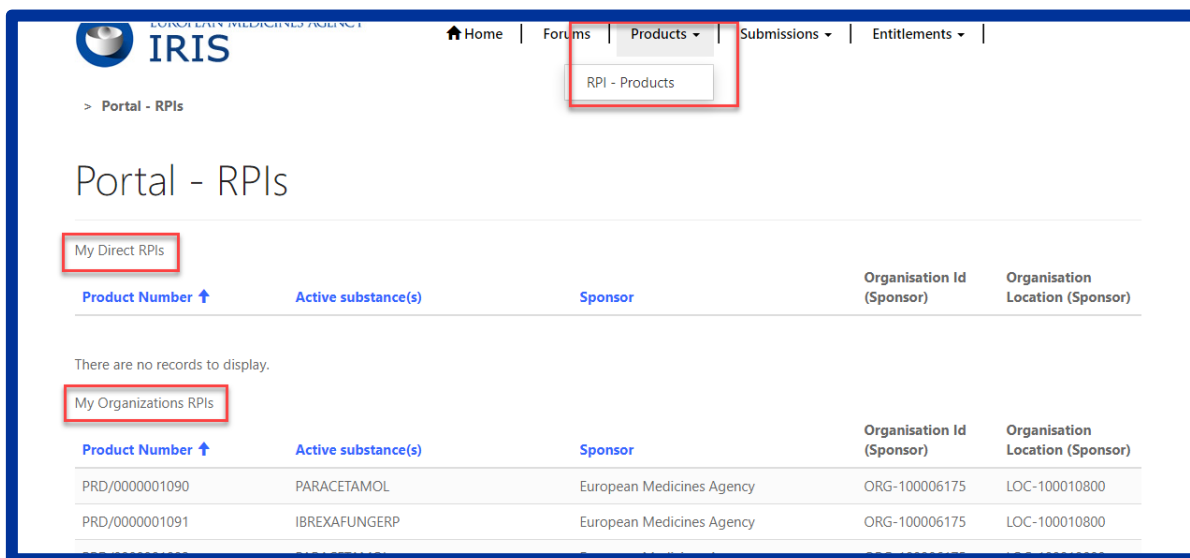 EUROPEAN MEDICINES AGENCY
IRIS
Home | Forums | Products | Submissions | Entitlements |
RPI - Products
> Portal - RPIs
Portal - RPIs
My Direct RPIs
Product Number Active substance(s) Sponsor Organisation Id (Sponsor) Organisation Location (Sponsor)
There are no records to display.
My Organizations RPIs
Product Number Active substance(s) Sponsor Organisation Id (Sponsor) Organisation Location (Sponsor)
PRD/0000001090 PARACETAMOL European Medicines Agency ORG-100006175 LOC-100010800
PRD/0000001091 IBREXAFUNGERP European Medicines Agency ORG-100006175 LOC-100010800